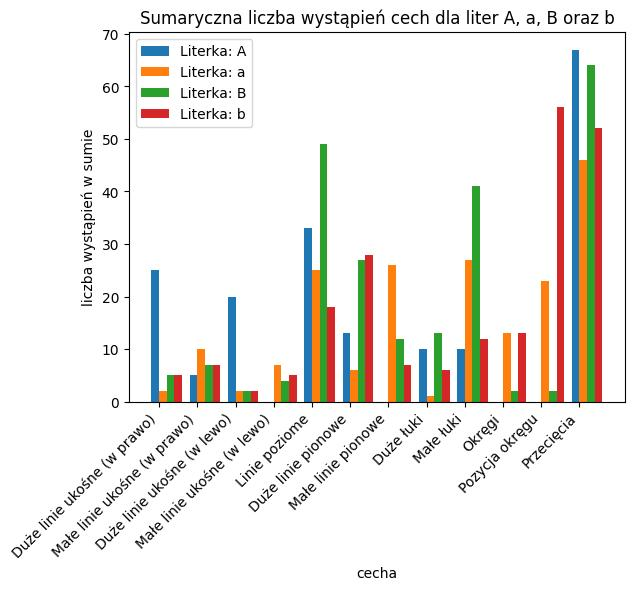 Sumaryczna liczba wystąpień cech dla liter A, a, B oraz b
Literka: A
Literka: a
Literka: B
Literka: b
liczba wystąpień w sumie
70
60
50
40
30
20
10
0
Duże linie ukośne (w prawo)
Małe linie ukośne (w prawo)
Duże linie ukośne (w lewo)
Małe linie ukośne (w lewo)
Linie poziome
Duże linie pionowe
Małe linie pionowe
Duże łuki
Małe łuki
Okręgi
Pozycja okręgu
Przecięcia
cecha